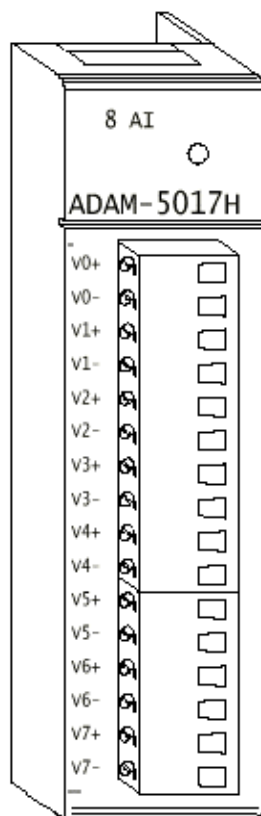 8 AI
ADAM-5017H
V0+
V0-
V1+
V1-
V2+
V2-
V3+
V3-
V4+
V4-
V5+
V5-
V6+
V6-
V7+
V7-